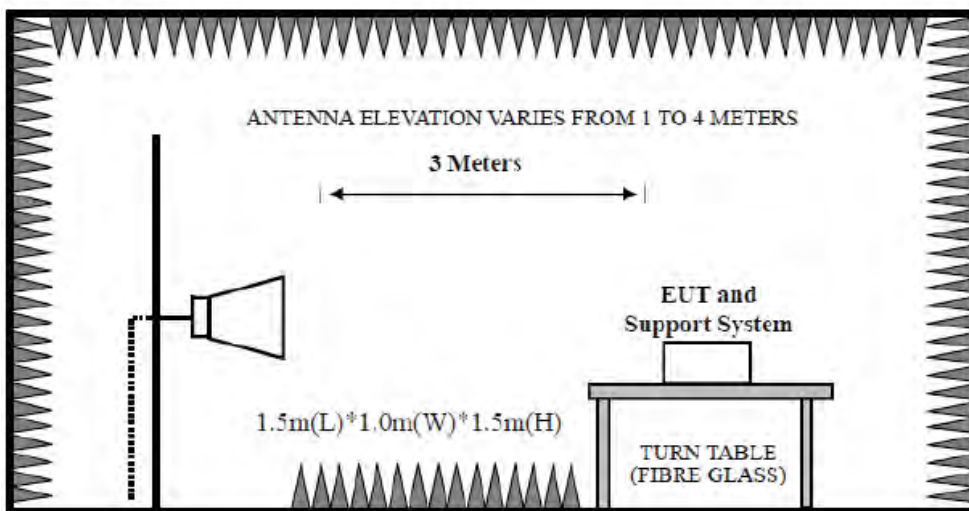 ANTENNA ELEVATION VARIES FROM 1 TO 4 METERS
3 Meters
EUT and
Support System
1.5m(L)*1.0m(W)*1.5m(H)
TURN TABLE
(FIBRE GLASS)